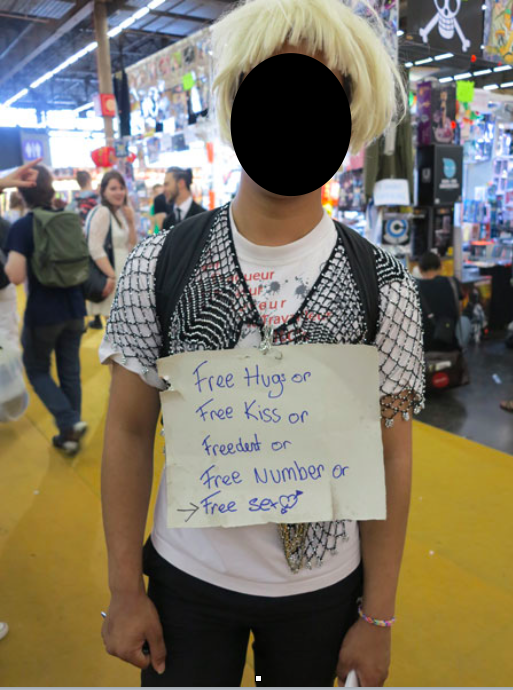 Free Hugs or
Free Kiss or
Freedent or
Free Number or
→ Free sex